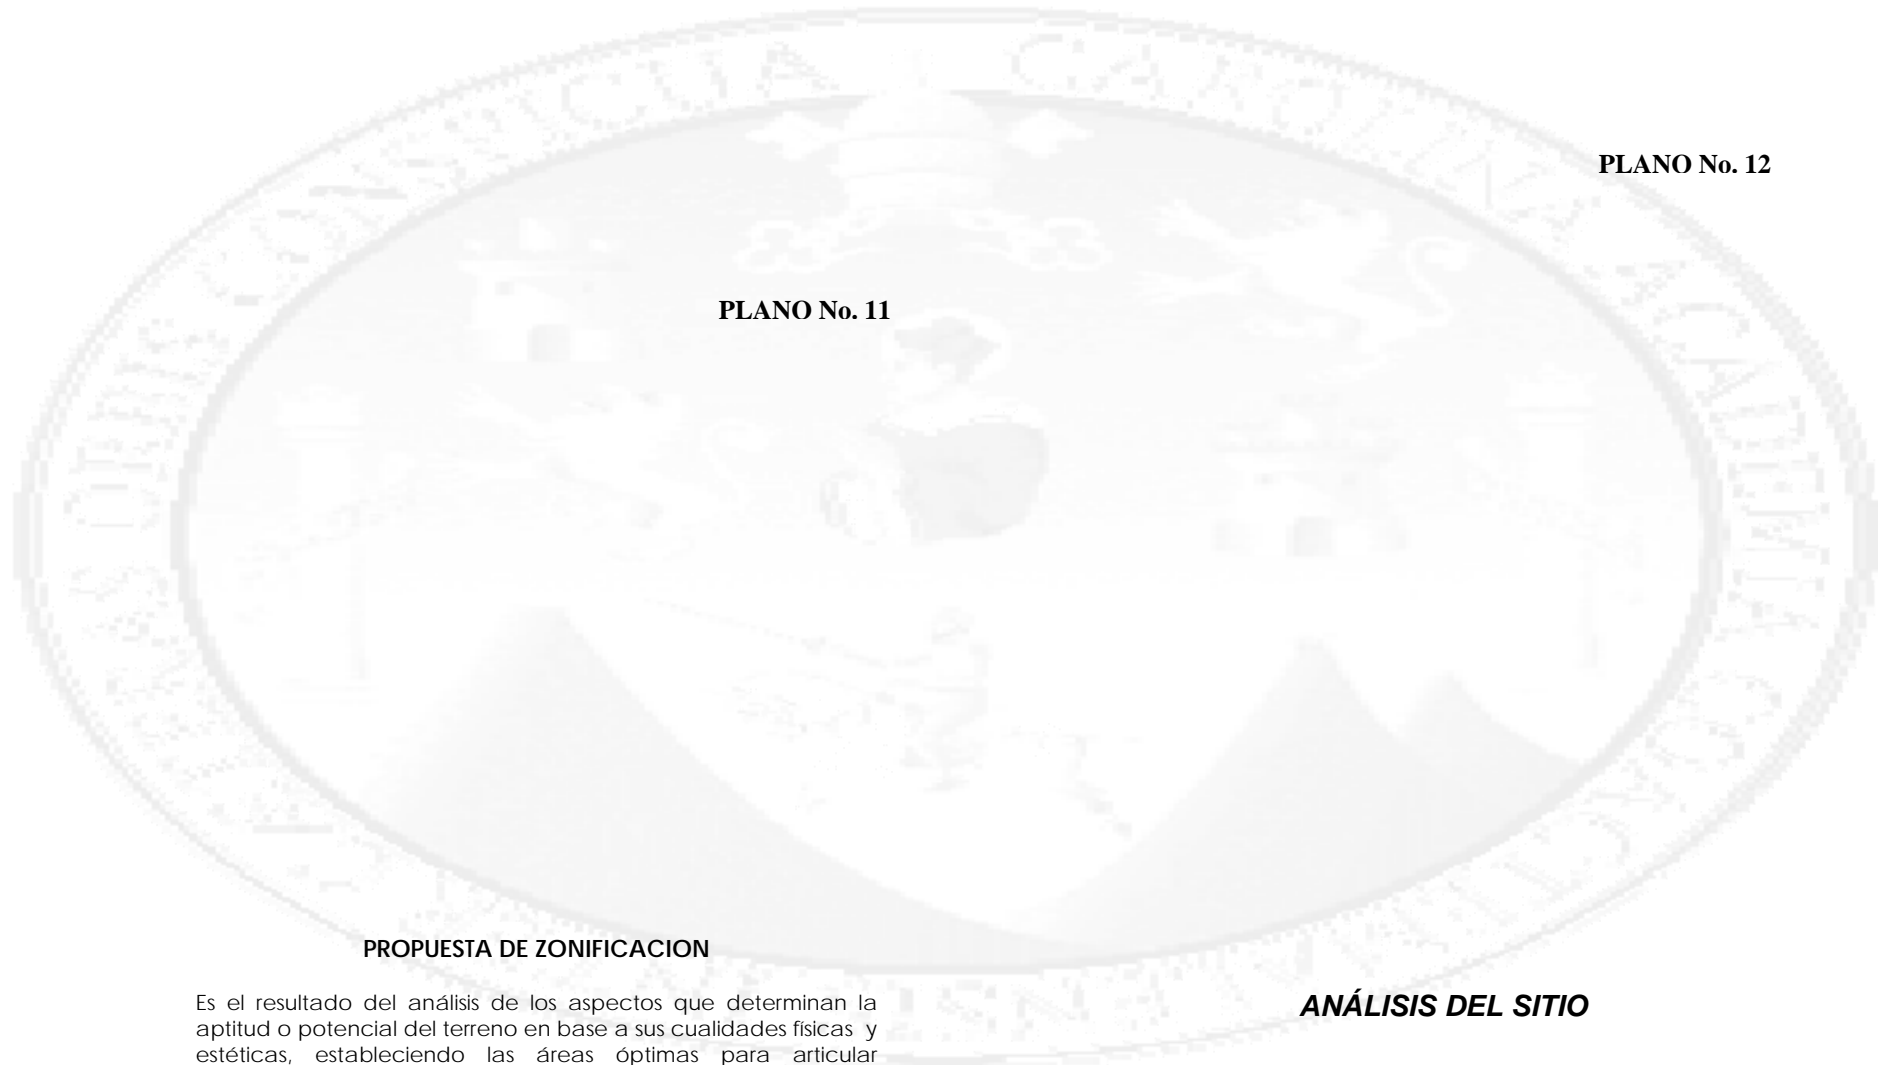 PLANO No. 12
PLANO No. 11
CAROLINA ACADEMIA
PROPUESTA DE ZONIFICACION
Es el resultado del análisis de los aspectos que determinan la
aptitud o potencial del terreno en base a sus cualidades físicas y
estéticas, estableciendo las áreas óptimas para articular
ANÁLISIS DEL SITIO